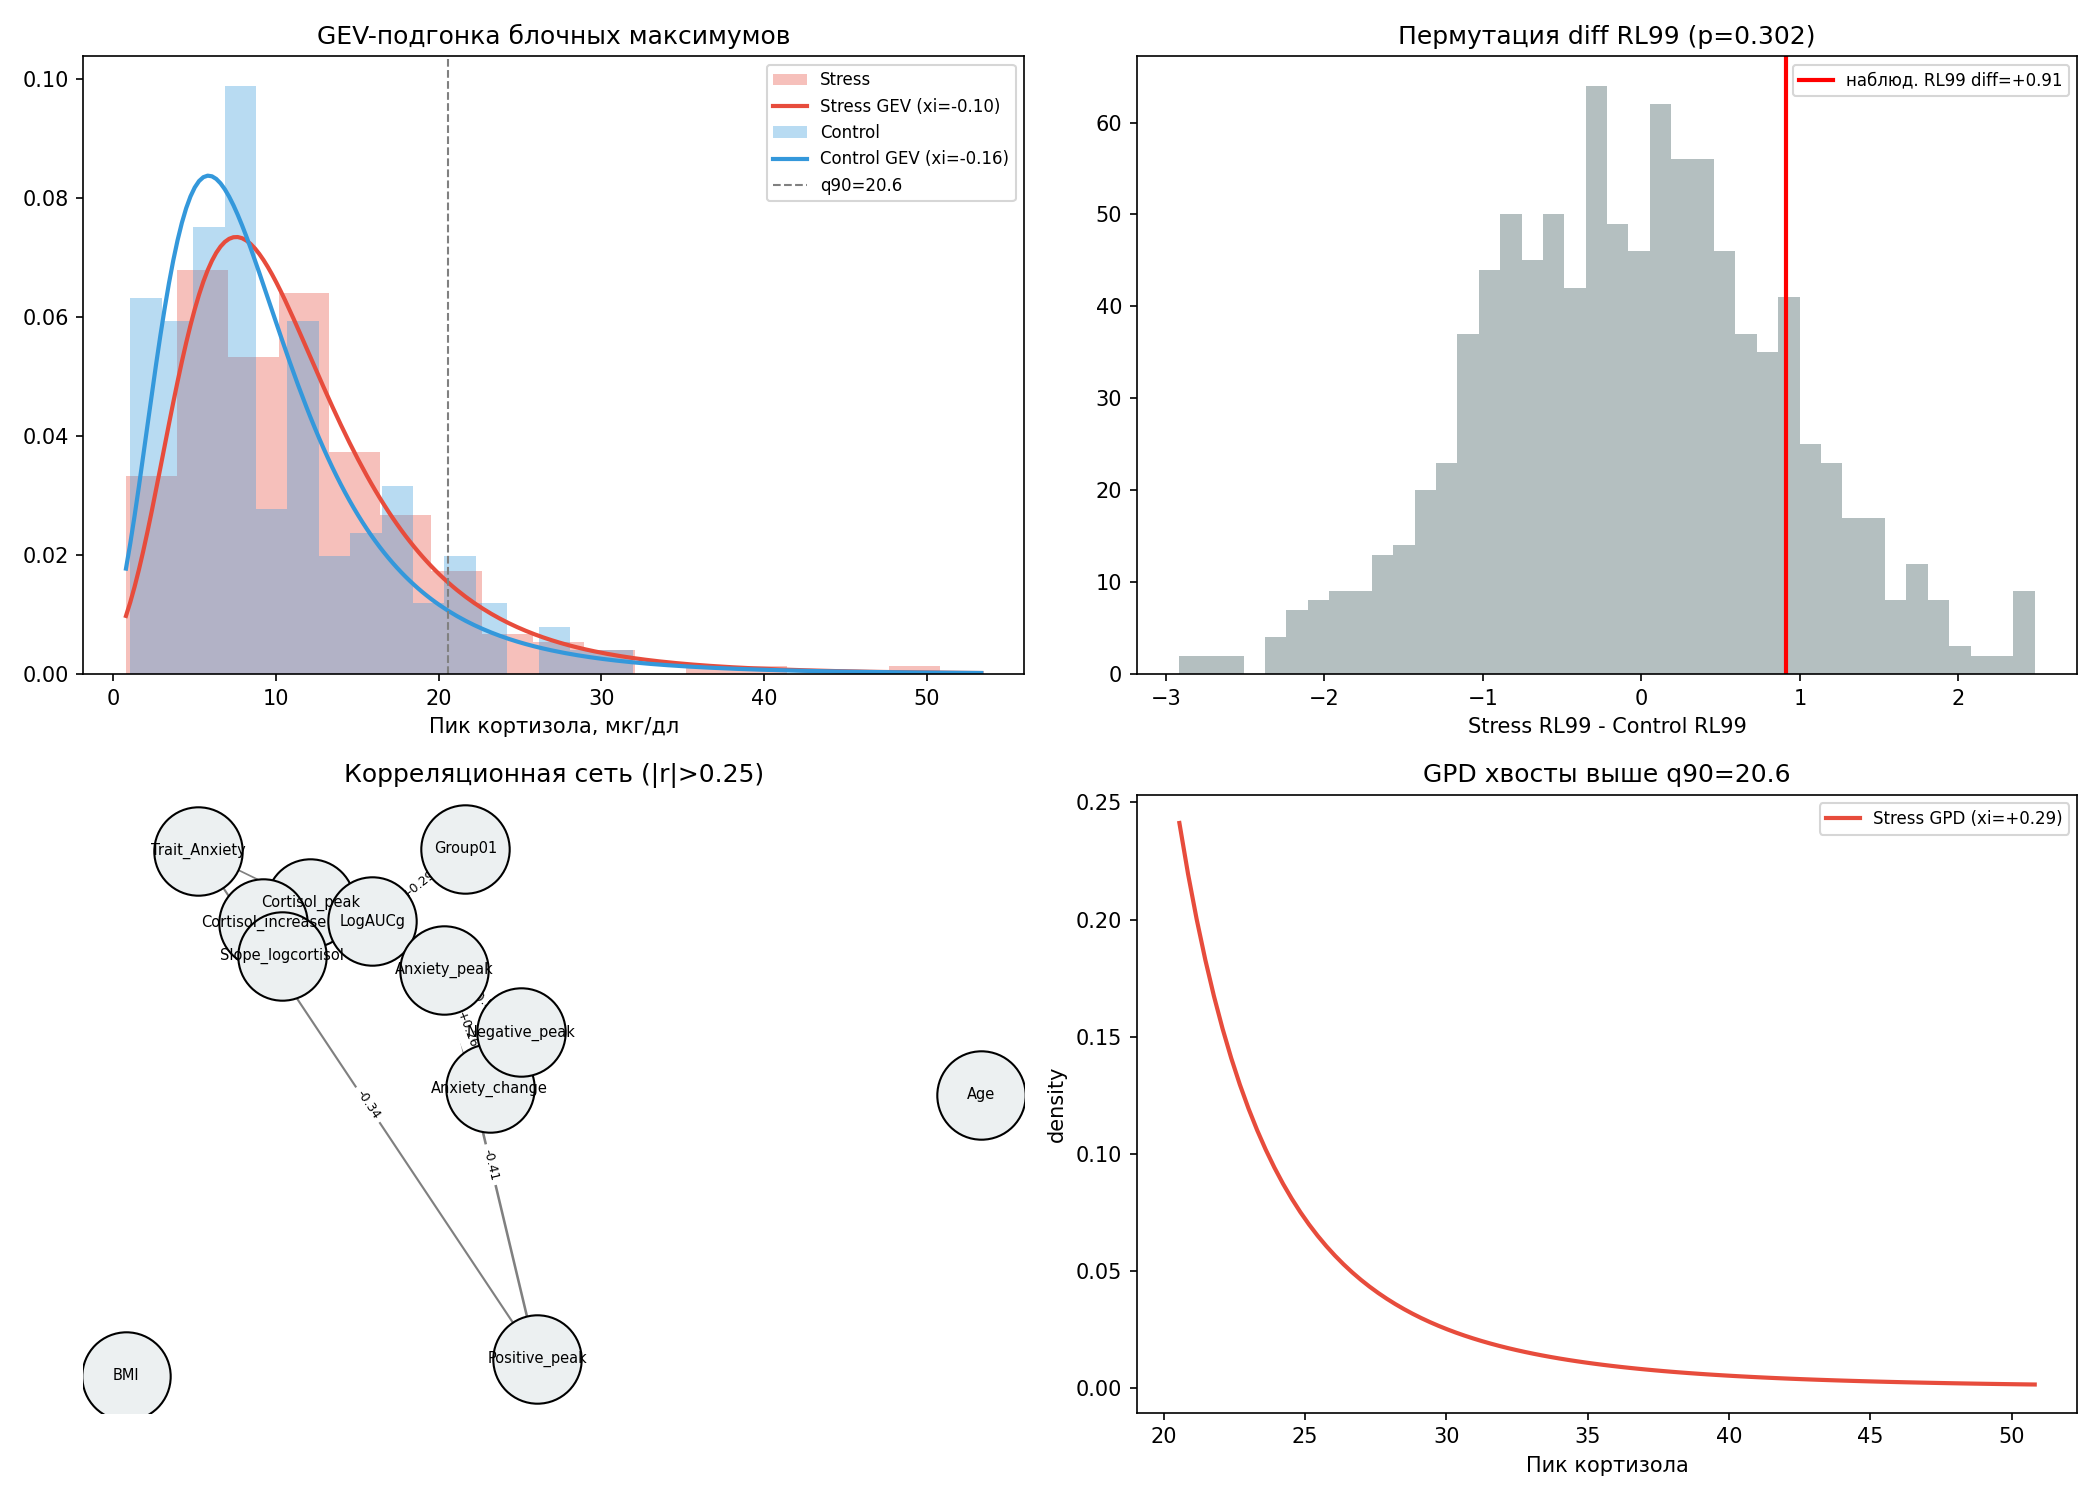 GEV-подгонка блочных максимумов
0.10
0.08
0.06
0.04
0.02
0.00
0
10
20
30
40
50
Пик кортизола, мкг/дл
Stress
Stress GEV (xi=-0.10)
Control
Control GEV (xi=-0.16)
q90=20.6
Пермутация diff RL99 (p=0.302)
60
50
40
30
20
10
0
−3
−2
−1
0
1
2
Stress RL99 - Control RL99
наблюд. RL99 diff=+0.91
Корреляционная сеть (|r|>0.25)
Trait_Anxiety
Group01
-0.29
Cortisol_peak
Cortisol_increase
LogAUCg
Slope_logcortisol
Anxiety_peak
+0.26
Negative_peak
Anxiety_change
Age
-0.34
-0.41
Positive_peak
BMI
GPD хвосты выше q90=20.6
0.25
0.20
0.15
0.10
0.05
0.00
density
20
25
30
35
40
45
50
Пик кортизола
Stress GPD (xi=+0.29)